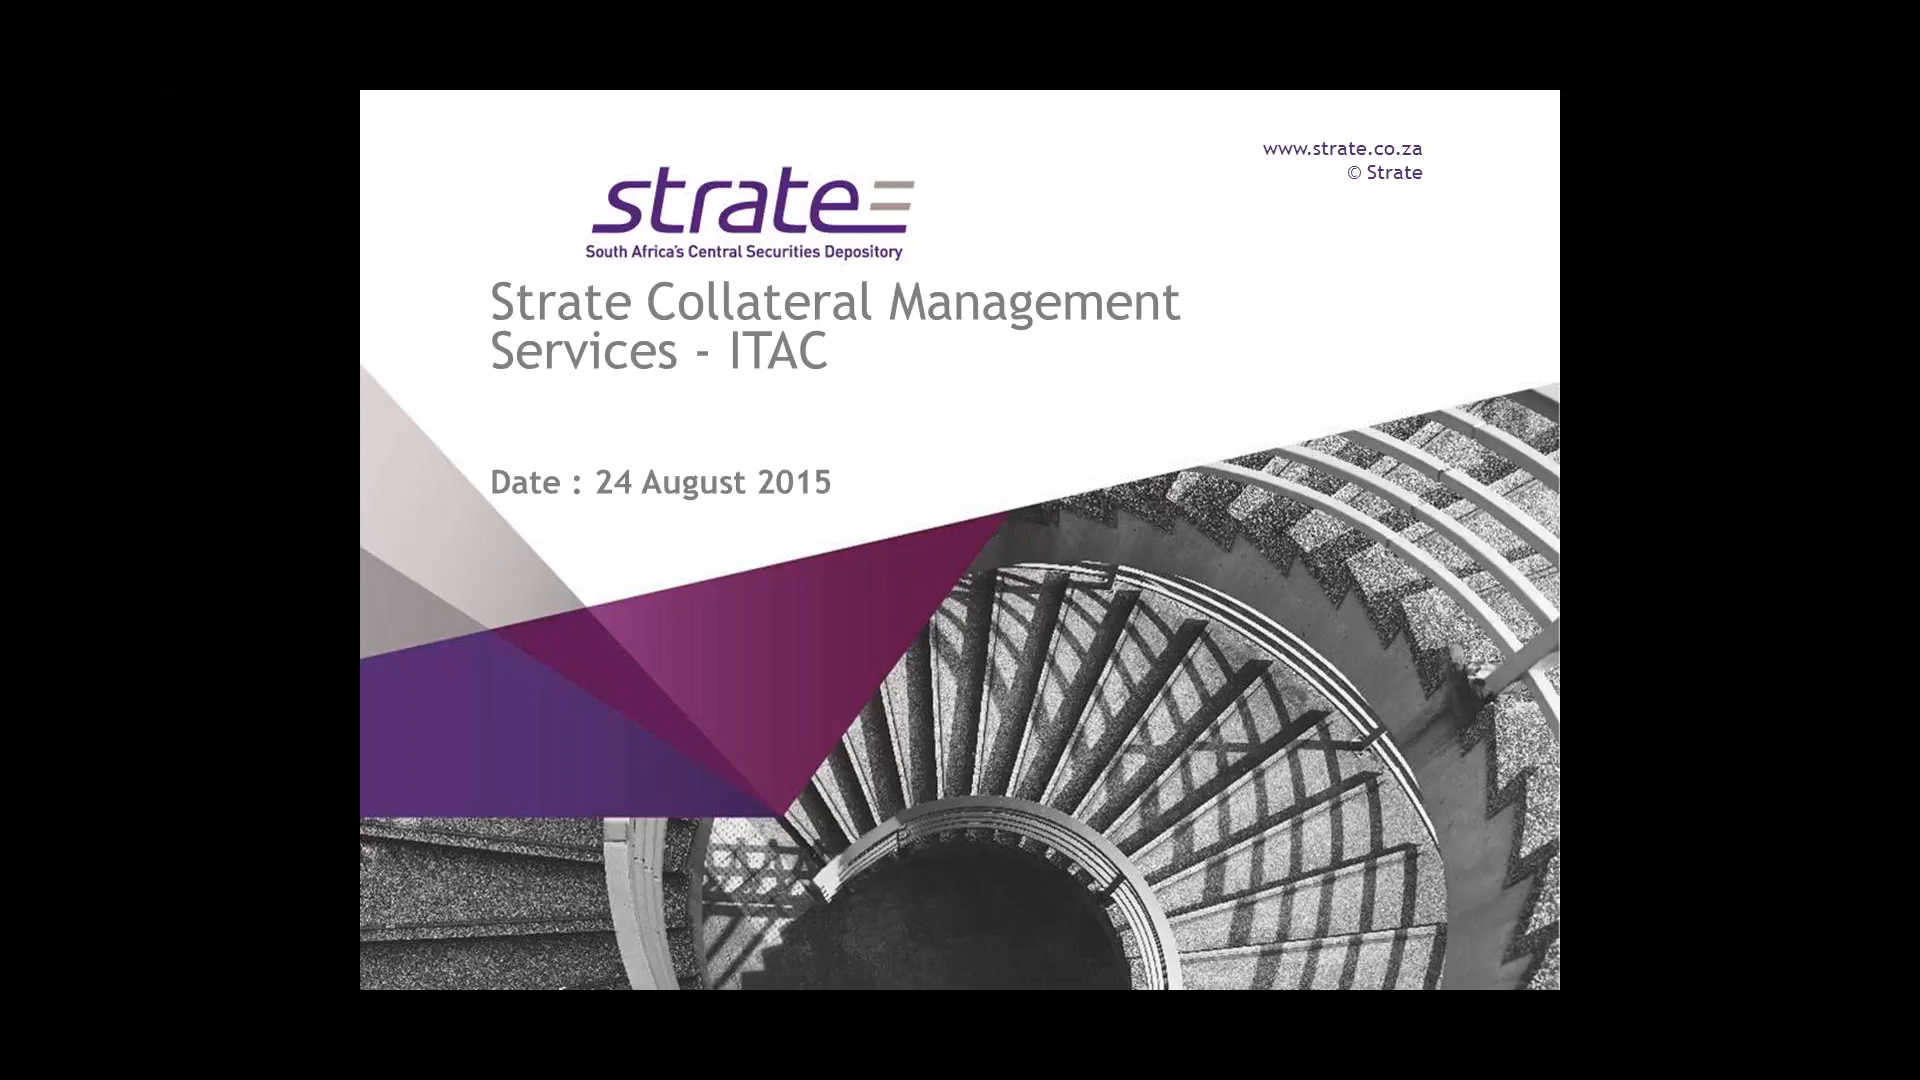 www.strate.co.za
© Strate
strate
South Africa's Central Securities Depository
Strate Collateral Management
Services - ITAC
Date : 24 August 2015